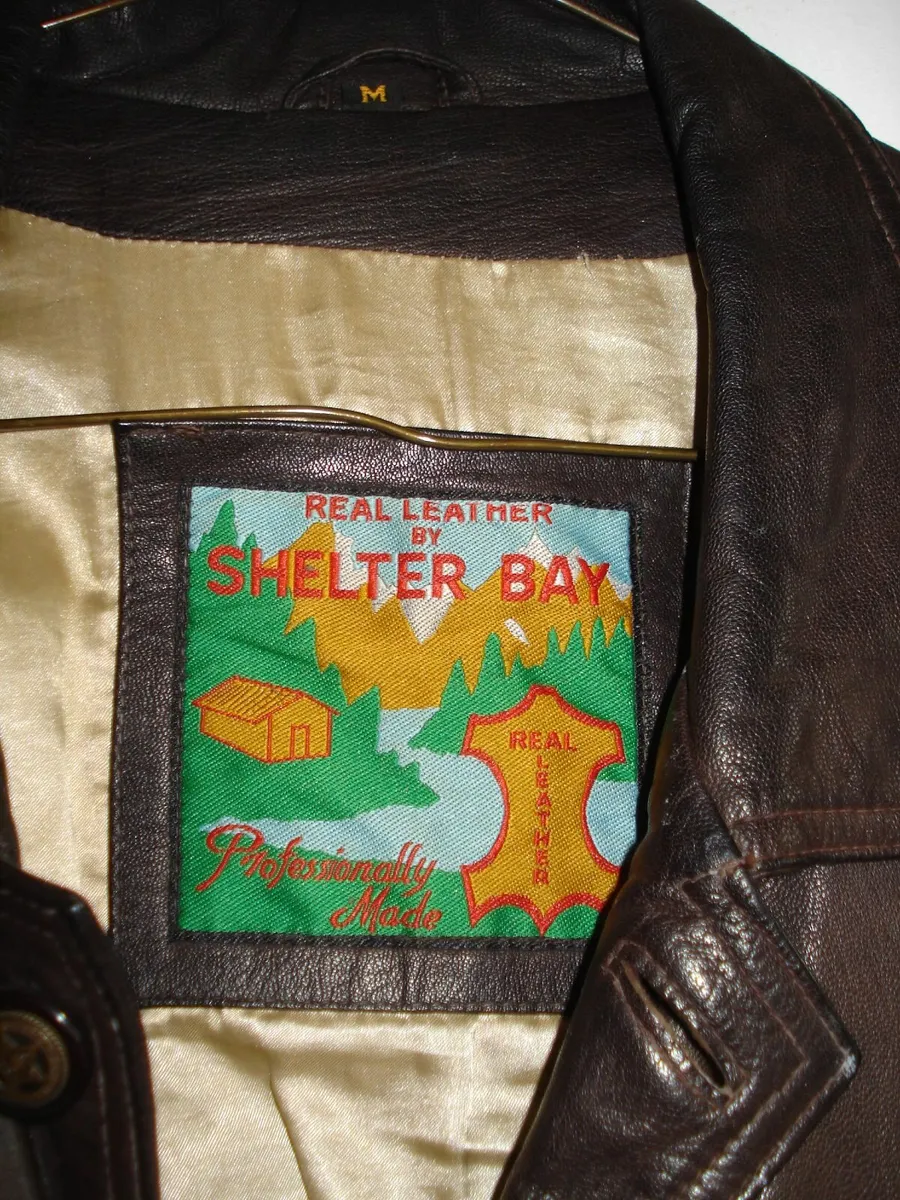 M
REAL LEATHER
BY
SHELTER BAY
REAL
LEATHER
Professionally
Made